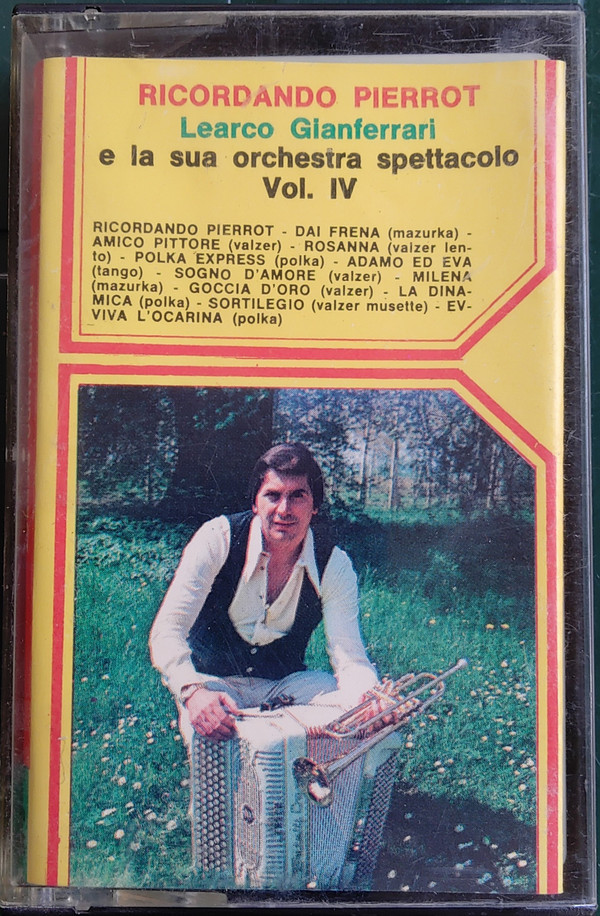 RICORDANDO PIERROT
Learco Gianferrari
e la sua orchestra spettacolo
Vol. IV
RICORDANDO PIERROT - DAI FRENA (mazurka) -
AMICO PITTORE (valzer) - ROSANNA (valzer len-
to) - POLKA EXPRESS (polka) - ADAMO ED EVA
(tango) - SOGNO D'AMORE (valzer) - MILENA
(mazurka) - GOCCIA D'ORO (valzer) - LA DINA-
MICA (polka) - SORTILEGIO (valzer musette) - EV-
VIVA L'OCARINA (polka)